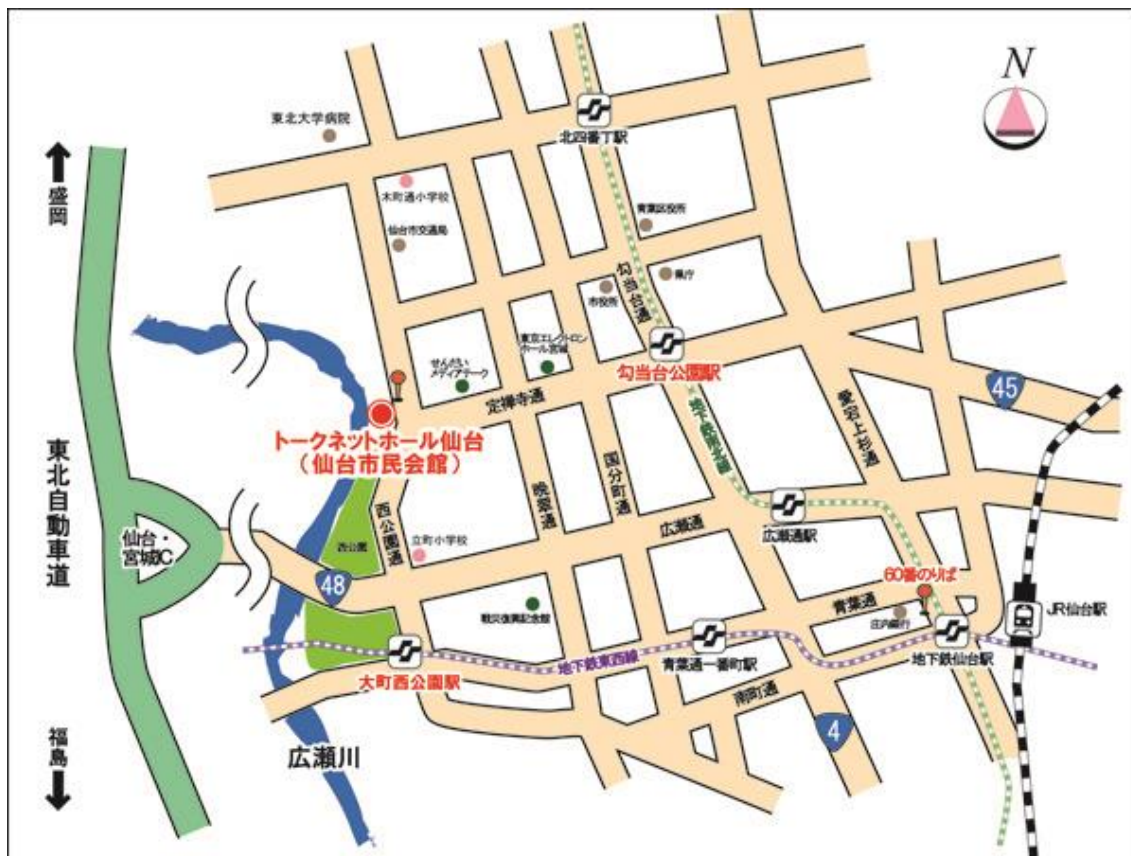 N
東北大学病院
北四番丁駅
盛岡
木町通小学校
青葉区役所
仙台市交通局
勾当台通
県庁
市役所
東京エレクトロン
ホール宮城
せんだい
メディアテーク
勾当台公園駅
45
定禅寺通
愛宕上杉通
地下鉄南北線
トークネットホール仙台
(仙台市民会館)
東北自動車道
晩翠通
国分町通
西公園通
広瀬通
広瀬通駅
仙台・
宮城IC
西公園
立町小学校
48
60番のりば
青葉通
戦災復興記念館
庄内銀行
JR仙台駅
地下鉄東西線
青葉通一番町駅
地下鉄仙台駅
大町西公園駅
南町通
4
福島
広瀬川